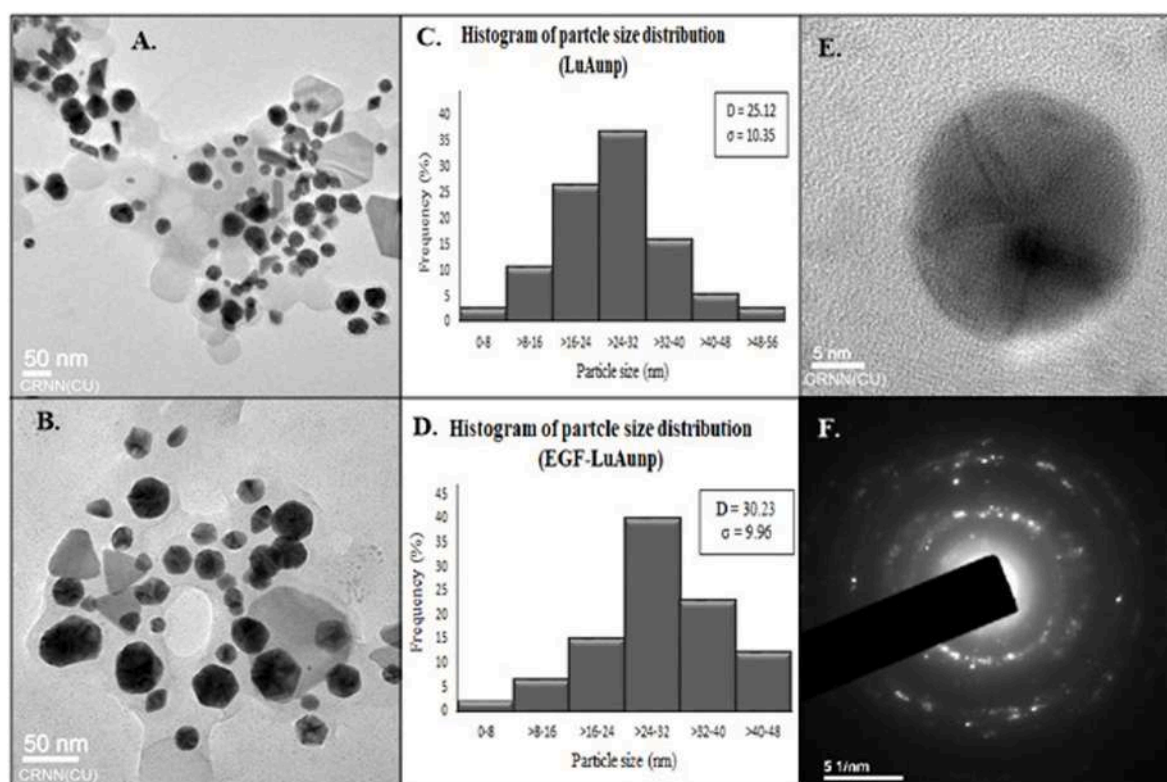 A.
50 nm
CRNN(CU)
B.
50 nm
CRNN(CU)
C. Histogram of partcle size distribution
(LuAunp)
D = 25.12
σ = 10.35
Frequency (%)
40
35
30
25
20
15
10
5
0
0-8 >8-16 >16-24 >24-32 >32-40 >40-48 >48-56
Particle size (nm)
D. Histogram of partcle size distribution
(EGF-LuAunp)
D = 30.23
σ = 9.96
Frequency (%)
45
40
35
30
25
20
15
10
5
0
0-8 >8-16 >16-24 >24-32 >32-40 >40-48
Particle size (nm)
E.
5 nm
CRNN(CU)
F.
5 1/nm